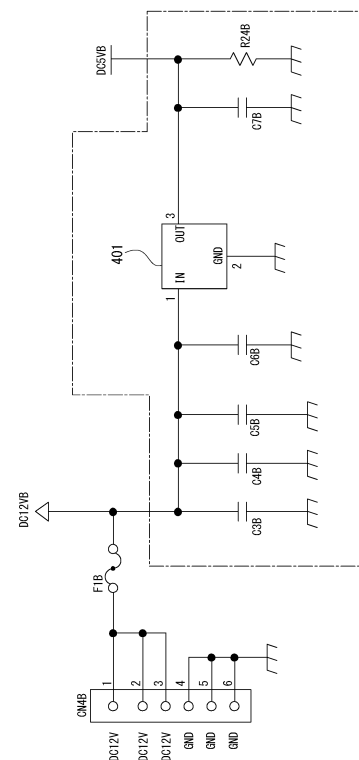 CN4B
DC12V 1
DC12V 2
DC12V 3
GND 4
GND 5
GND 6
F1B
DC12VB
C3B
C4B
C5B
C6B
401
1 IN
OUT 3
GND
2
C7B
R24B
DC5VB